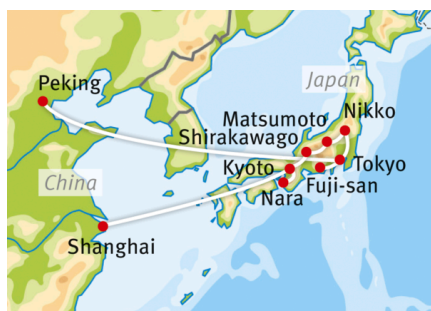 Peking
Japan
Matsumoto
Nikko
Shirakawago
Kyoto
Tokyo
China
Fuji-san
Nara
Shanghai